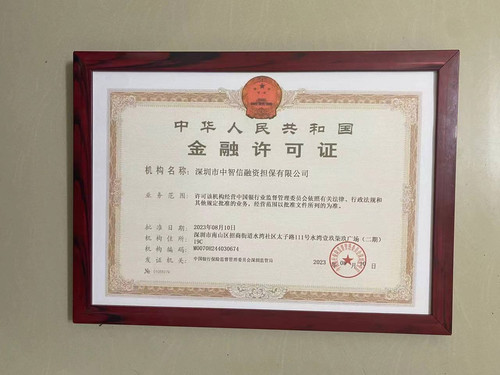 中华人民共和国
金融许可证
机构名称：深圳市中智信融资担保有限公司
业务范围：许可该机构经营中国银行业监督管理委员会依照有关法律、行政法规和
其他规定批准的业务，经营范围以批准文件所列的为准。
批准日期：2023年08月10日
机构住所：深圳市南山区招商街道水湾社区太子路111号水湾壹玖柒玖广场（二期）
19C
机构编码：M0070H244030674
发证机关：中国银行保险监督管理委员会深圳监管局
2023
№